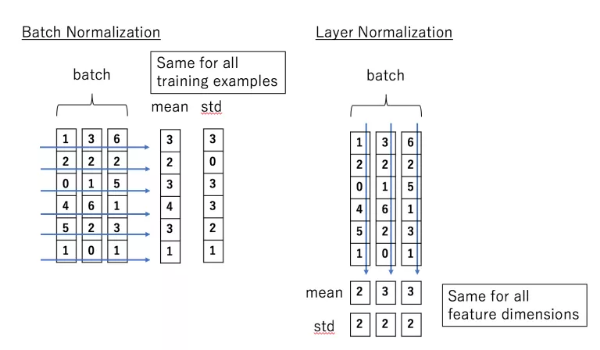 Batch Normalization
batch
Same for all
training examples
mean std
1 3 6 3 3
2 2 2 2 0
0 1 5 3 3
4 6 1 4 3
5 2 3 3 2
1 0 1 1 1
Layer Normalization
batch
1 3 6
2 2 2
0 1 5
4 6 1
5 2 3
1 0 1
mean 2 3 3
std 2 2 2
Same for all
feature dimensions